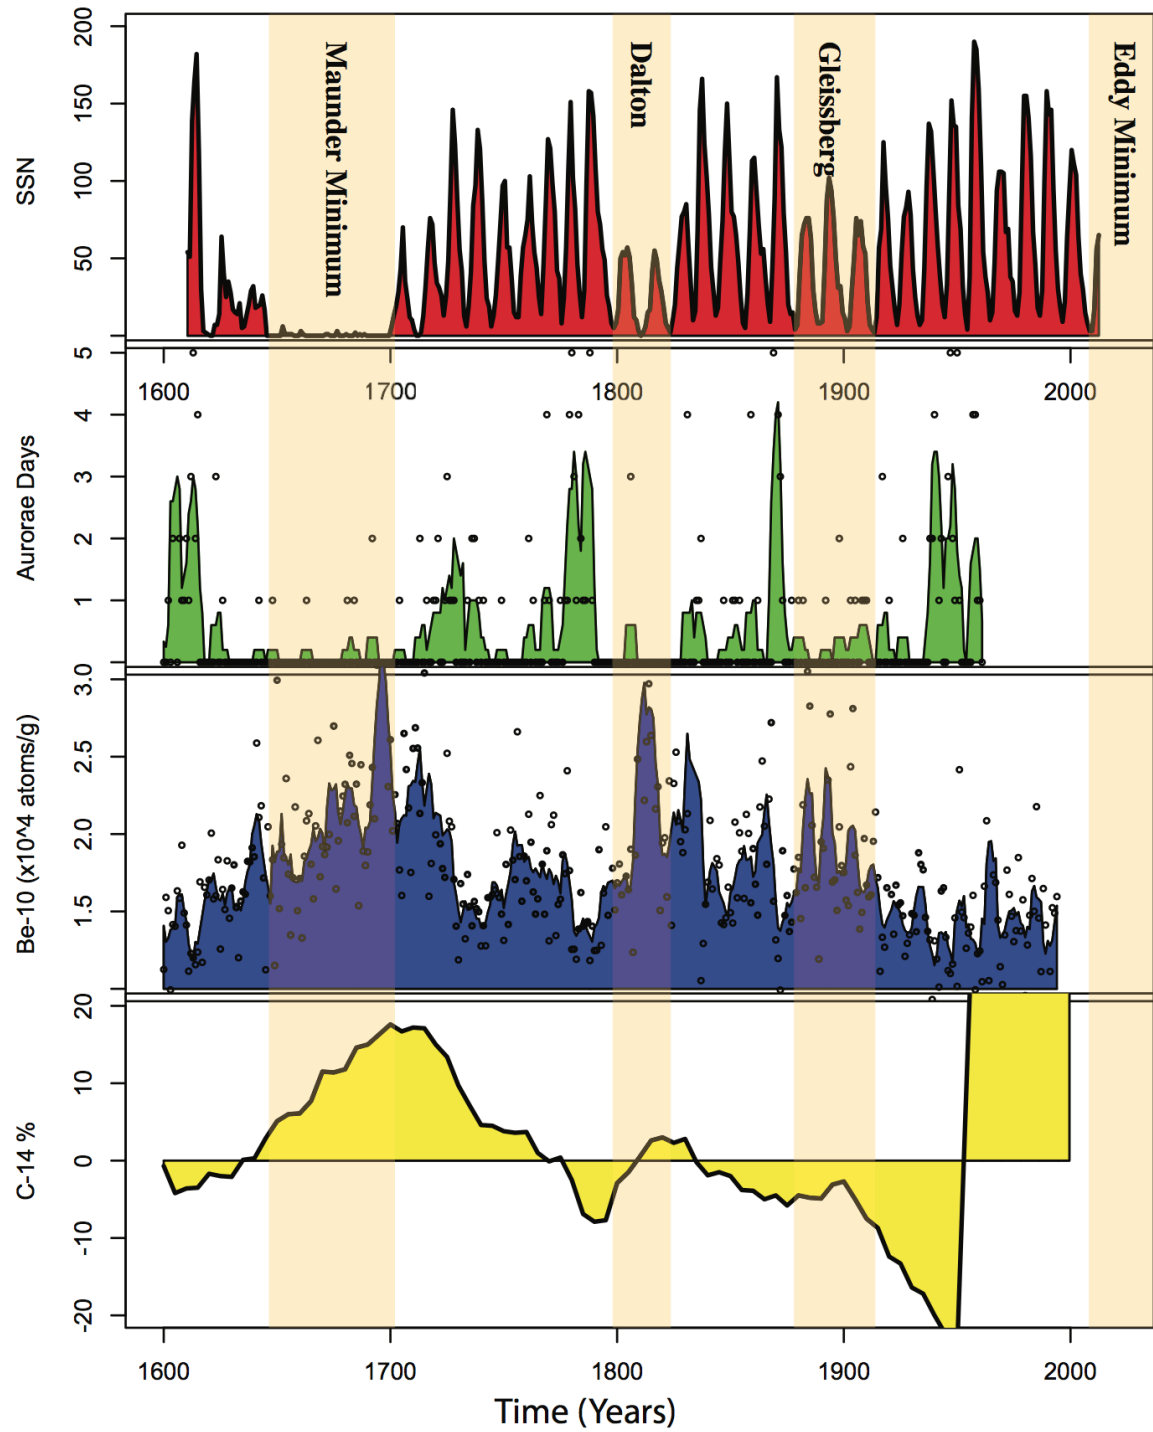 200
150
100
50
SSN
Maunder Minimum
Dalton
Gleissberg
Eddy Minimum
1600 1700 1800 1900 2000
5
4
3
2
1
0
Aurorae Days
3.0
2.5
2.0
1.5
Be-10 (x10^4 atoms/g)
20
10
0
-10
-20
C-14 %
1600 1700 1800 1900 2000
Time (Years)